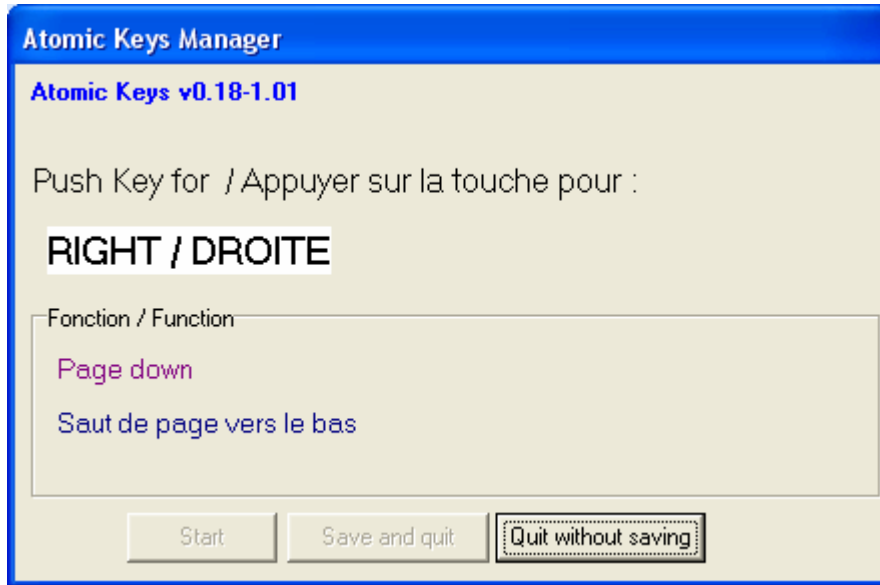 Atomic Keys Manager
Atomic Keys v0.18-1.01
Push Key for / Appuyer sur la touche pour :
RIGHT / DROITE
Fonction / Function
Page down
Saut de page vers le bas
Start Save and quit Quit without saving